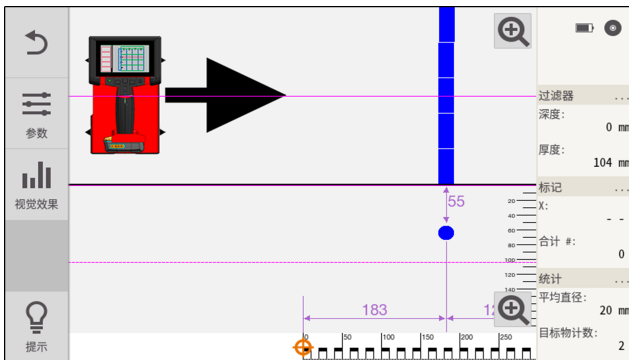 参数
视觉效果
提示
55
183
20
40
60
80
100
120
140
0
50
100
150
200
250
过滤器 ...
深度:
0 mm
厚度:
104 mm
标记 ...
X:
- -
合计 #:
0
统计 ...
平均直径:
20 mm
目标物计数:
2